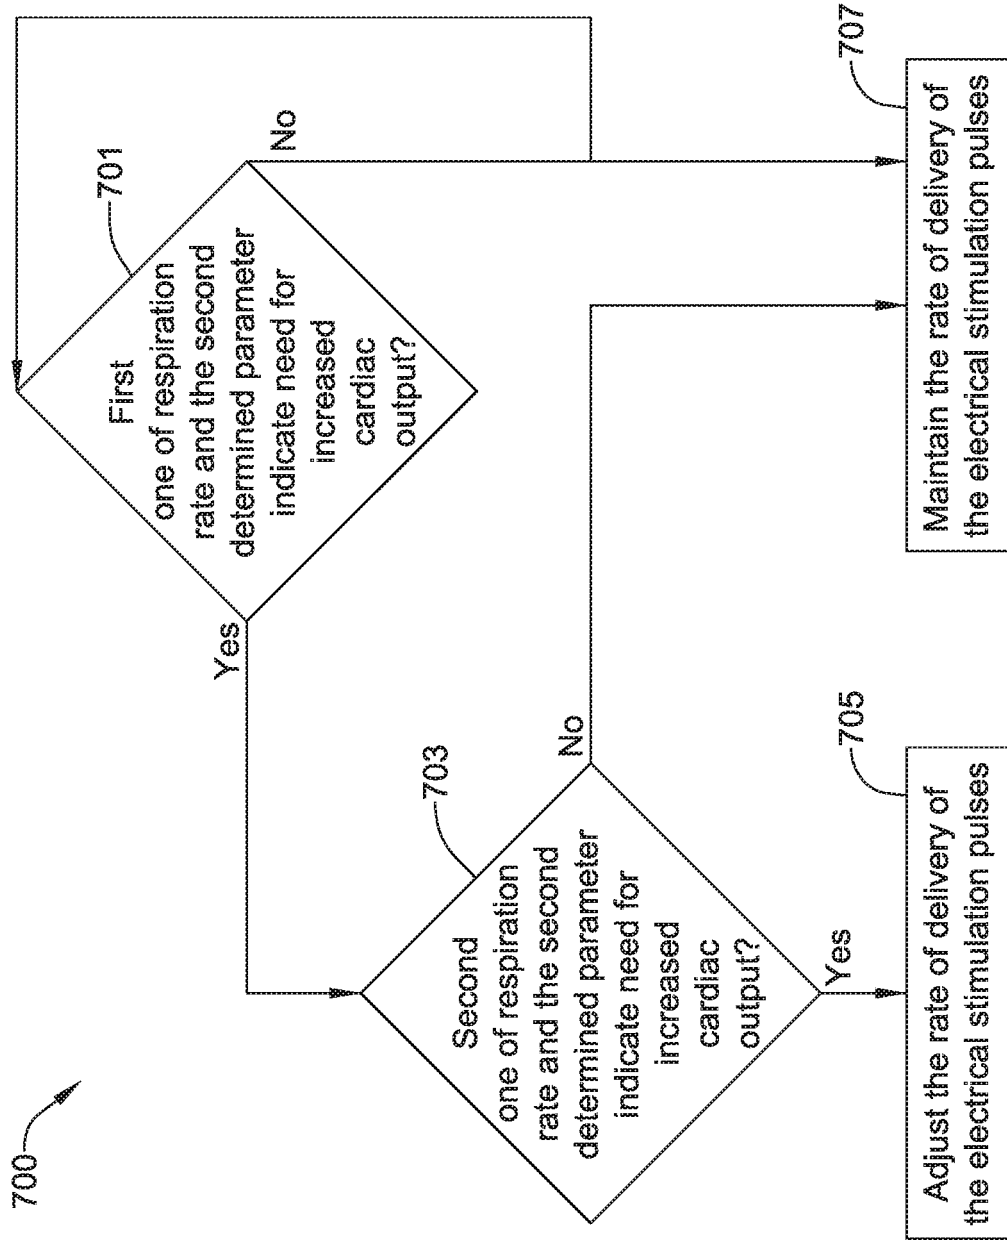 700
First
one of respiration
rate and the second
determined parameter
indicate need for
increased
cardiac
output?
701
Yes
No
Second
one of respiration
rate and the second
determined parameter
indicate need for
increased
cardiac
output?
703
No
Yes
Adjust the rate of delivery of
the electrical stimulation pulses
705
Maintain the rate of delivery of
the electrical stimulation pulses
707